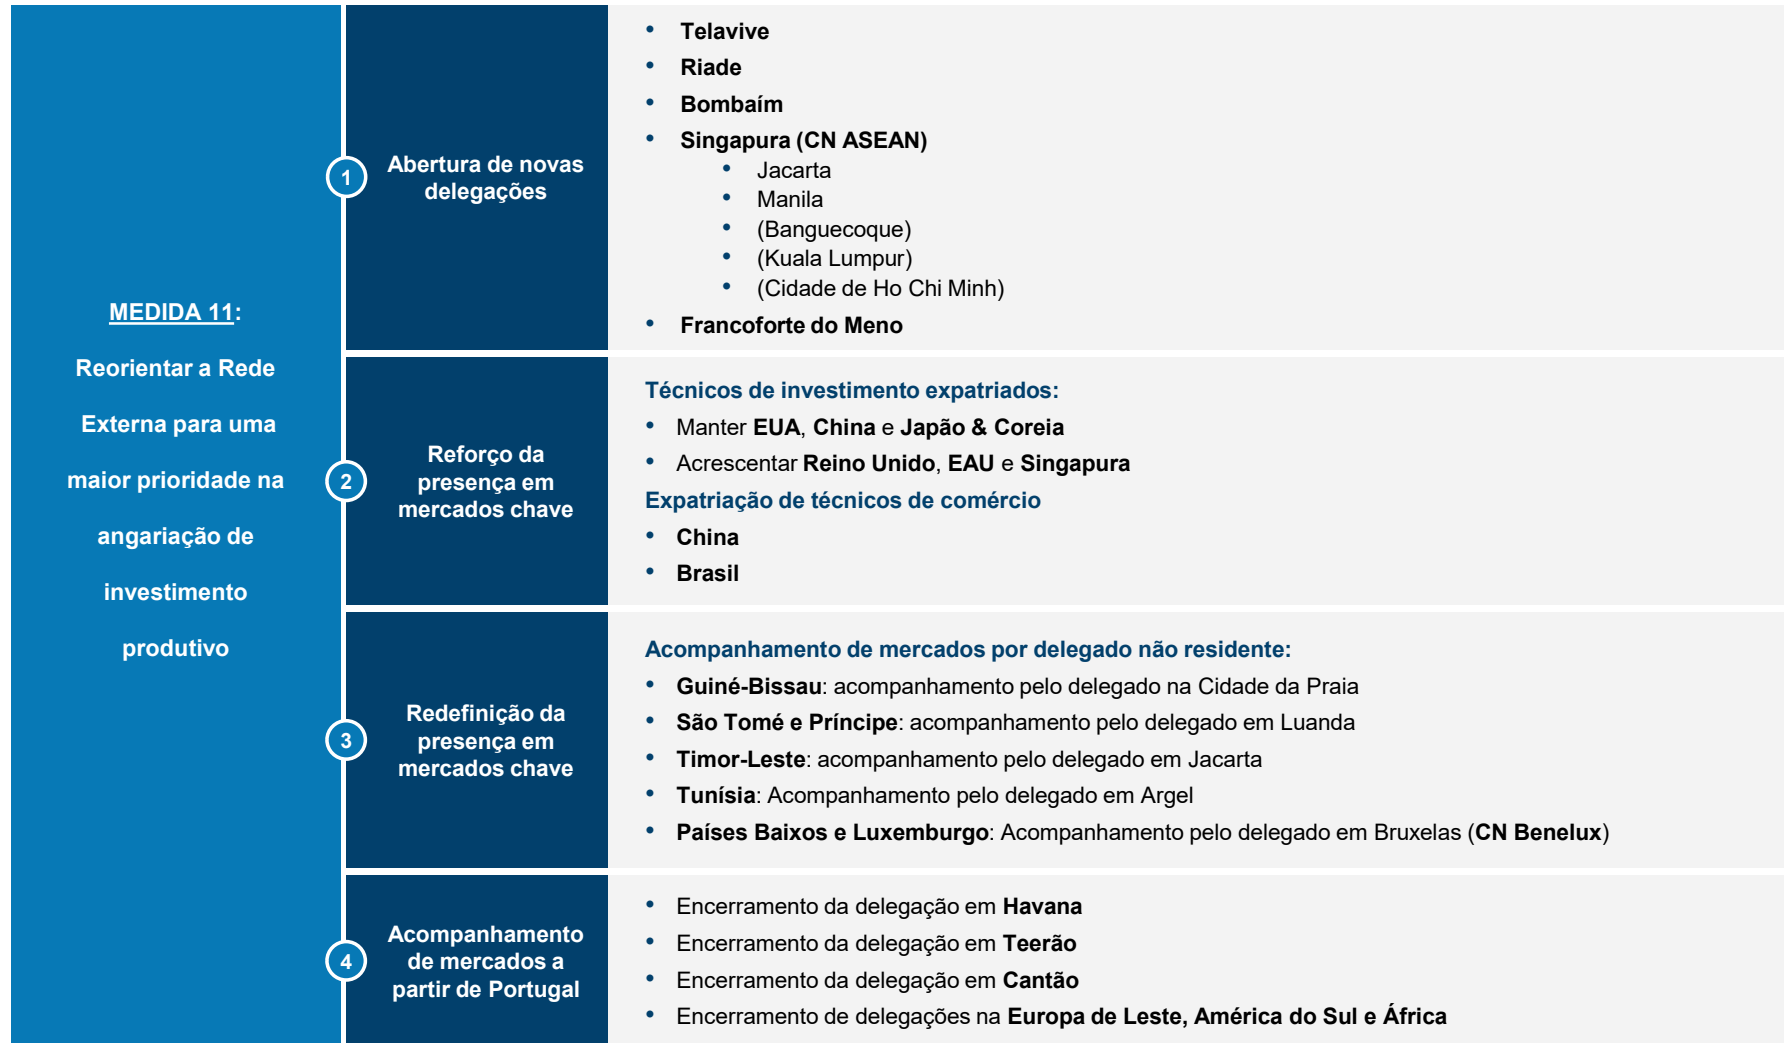 MEDIDA 11:
Reorientar a Rede
Externa para uma
maior prioridade na
angariação de
investimento
produtivo
1
Abertura de novas
delegações
• Telavive
• Riade
• Bombaím
• Singapura (CN ASEAN)
• Jacarta
• Manila
• (Banguecoque)
• (Kuala Lumpur)
• (Cidade de Ho Chi Minh)
• Francoforte do Meno
2
Reforço da
presença em
mercados chave
Técnicos de investimento expatriados:
• Manter EUA, China e Japão & Coreia
• Acrescentar Reino Unido, EAU e Singapura
Expatriação de técnicos de comércio
• China
• Brasil
3
Redefinição da
presença em
mercados chave
Acompanhamento de mercados por delegado não residente:
• Guiné-Bissau: acompanhamento pelo delegado na Cidade da Praia
• São Tomé e Príncipe: acompanhamento pelo delegado em Luanda
• Timor-Leste: acompanhamento pelo delegado em Jacarta
• Tunísia: Acompanhamento pelo delegado em Argel
• Países Baixos e Luxemburgo: Acompanhamento pelo delegado em Bruxelas (CN Benelux)
4
Acompanhamento
de mercados a
partir de Portugal
• Encerramento da delegação em Havana
• Encerramento da delegação em Teerão
• Encerramento da delegação em Cantão
• Encerramento de delegações na Europa de Leste, América do Sul e África